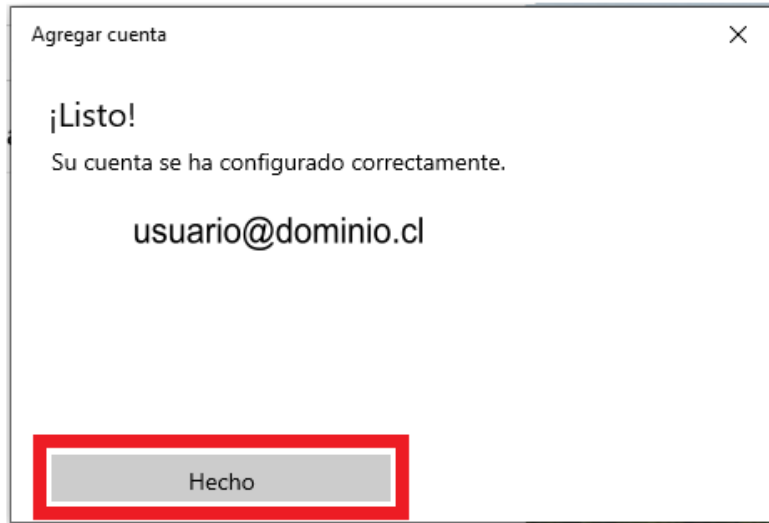 Agregar cuenta
¡Listo!
Su cuenta se ha configurado correctamente.
usuario@dominio.cl
Hecho